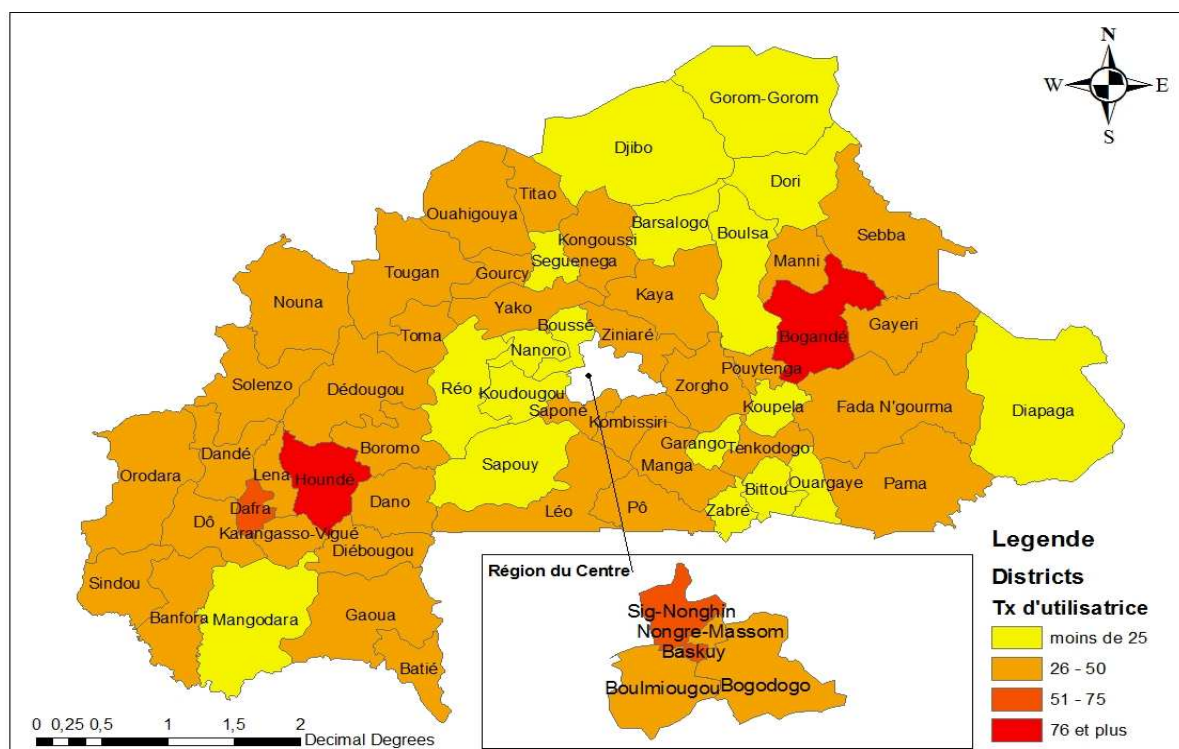 N
W E
S
Gorom-Gorom
Djibo
Dori
Titao
Ouahigouya
Barsalogo
Boulsa
Sebba
Kongoussi
Seguenega
Manni
Tougan
Gourcy
Kaya
Nouna
Yako
Boussé
Ziniaré
Gayeri
Toma
Bogandé
Nanoro
Pouytenga
Solenzo
Dédougou
Réo
Koudougou
Zorgho
Koupela
Saponé
Fada N'gourma
Diapaga
Kombissiri
Boromo
Garango
Tenkodogo
Dandé
Sapouy
Manga
Orodara
Lena
Houndé
Ouargaye
Pama
Bittou
Dano
Dafra
Léo
Pô
Zabré
Dô
Karangasso-Vigué
Diébougou
Sindou
Banfora
Mangodara
Gaoua
Batié
Région du Centre
Sig-Nonghin
Nongre-Massom
Baskuy
Boulmiougou
Bogodogo
Legende
Districts
Tx d'utilisatrice
moins de 25
26 - 50
51 - 75
76 et plus
0 0,25 0,5 1 1,5 2
Decimal Degrees